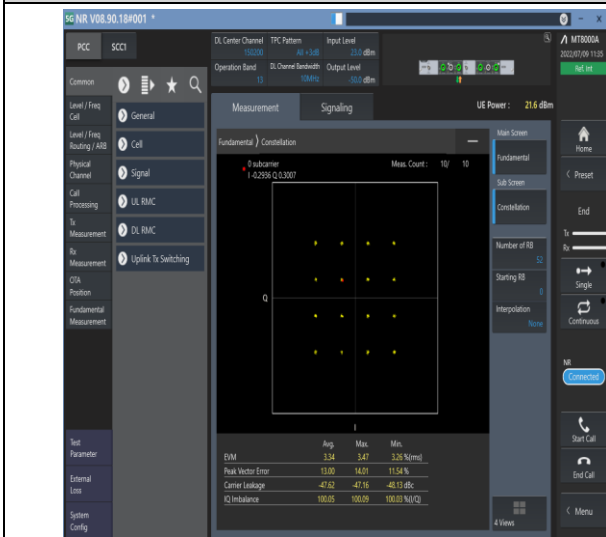 5G NR V08.90.18#001 *
PCC
SCC1
DL Center Channel
150200
TPC Pattern
All +3dB
Input Level
25.0 dBm
Operation Band
13
DL Channel Bandwidth
10MHz
Output Level
-50.0 dBm
MT8000A
2022/07/09 11:05
Ref. Int
Common
Level / Freq
Cell
Level / Freq
Routing / ARB
Physical
Channel
Call
Processing
Tx
Measurement
Rx
Measurement
OTA
Position
Fundamental
Measurement
Test
Parameter
External
Loss
System
Config
General
Cell
Signal
UL RMC
DL RMC
Uplink Tx Switching
Measurement
Signaling
UE Power : 21.6 dBm
Fundamental ⟩ Constellation
0 subcarrier
I -0.2936 Q 0.3007
Meas. Count : 10/ 10
Q
I
Avg. Max. Min.
EVM 3.34 3.47 3.26 %(rms)
Peak Vector Error 13.00 14.01 11.54 %
Carrier Leakage -47.62 -47.16 -48.13 dBc
IQ Imbalance 100.05 100.09 100.03 %(I/Q)
Main Screen
Fundamental
Sub Screen
Constellation
Number of RB
52
Starting RB
0
Interpolation
None
4 Views
Home
Preset
End
Tx
Rx
Single
Continuous
NR
Connected
Start Call
End Call
Menu